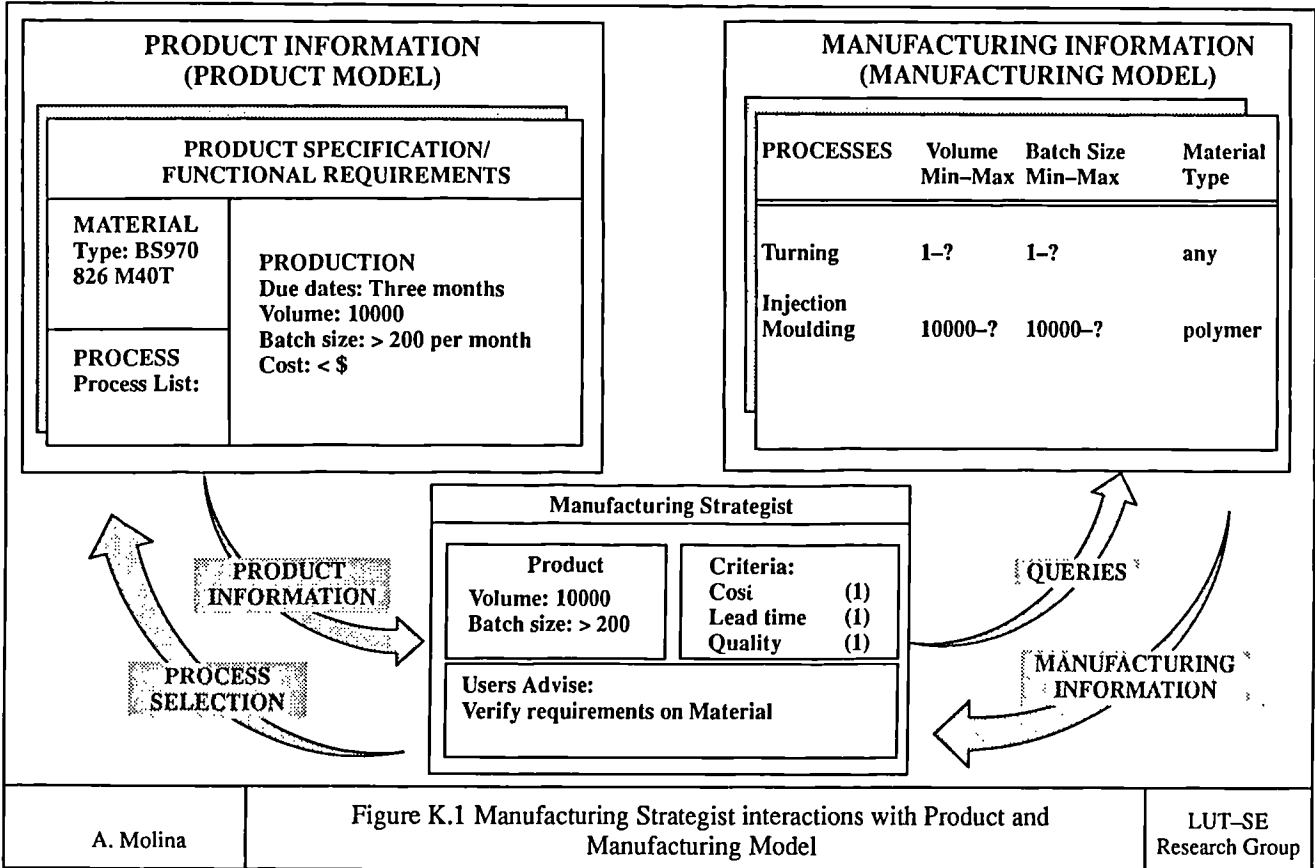 PRODUCT INFORMATION
(PRODUCT MODEL)
PRODUCT SPECIFICATION/
FUNCTIONAL REQUIREMENTS
MATERIAL
Type: BS970
826 M40T
PROCESS
Process List:
PRODUCTION
Due dates: Three months
Volume: 10000
Batch size: > 200 per month
Cost: < $
MANUFACTURING INFORMATION
(MANUFACTURING MODEL)
PROCESSES Volume Batch Size Material
Min–Max Min–Max Type
Turning 1–? 1–? any
Injection
Moulding 10000–? 10000–? polymer
Manufacturing Strategist
Product
Volume: 10000
Batch size: > 200
Criteria:
Cost (1)
Lead time (1)
Quality (1)
Users Advise:
Verify requirements on Material
PRODUCT
INFORMATION
PROCESS
SELECTION
QUERIES
MANUFACTURING
INFORMATION
A. Molina
Figure K.1 Manufacturing Strategist interactions with Product and
Manufacturing Model
LUT–SE
Research Group